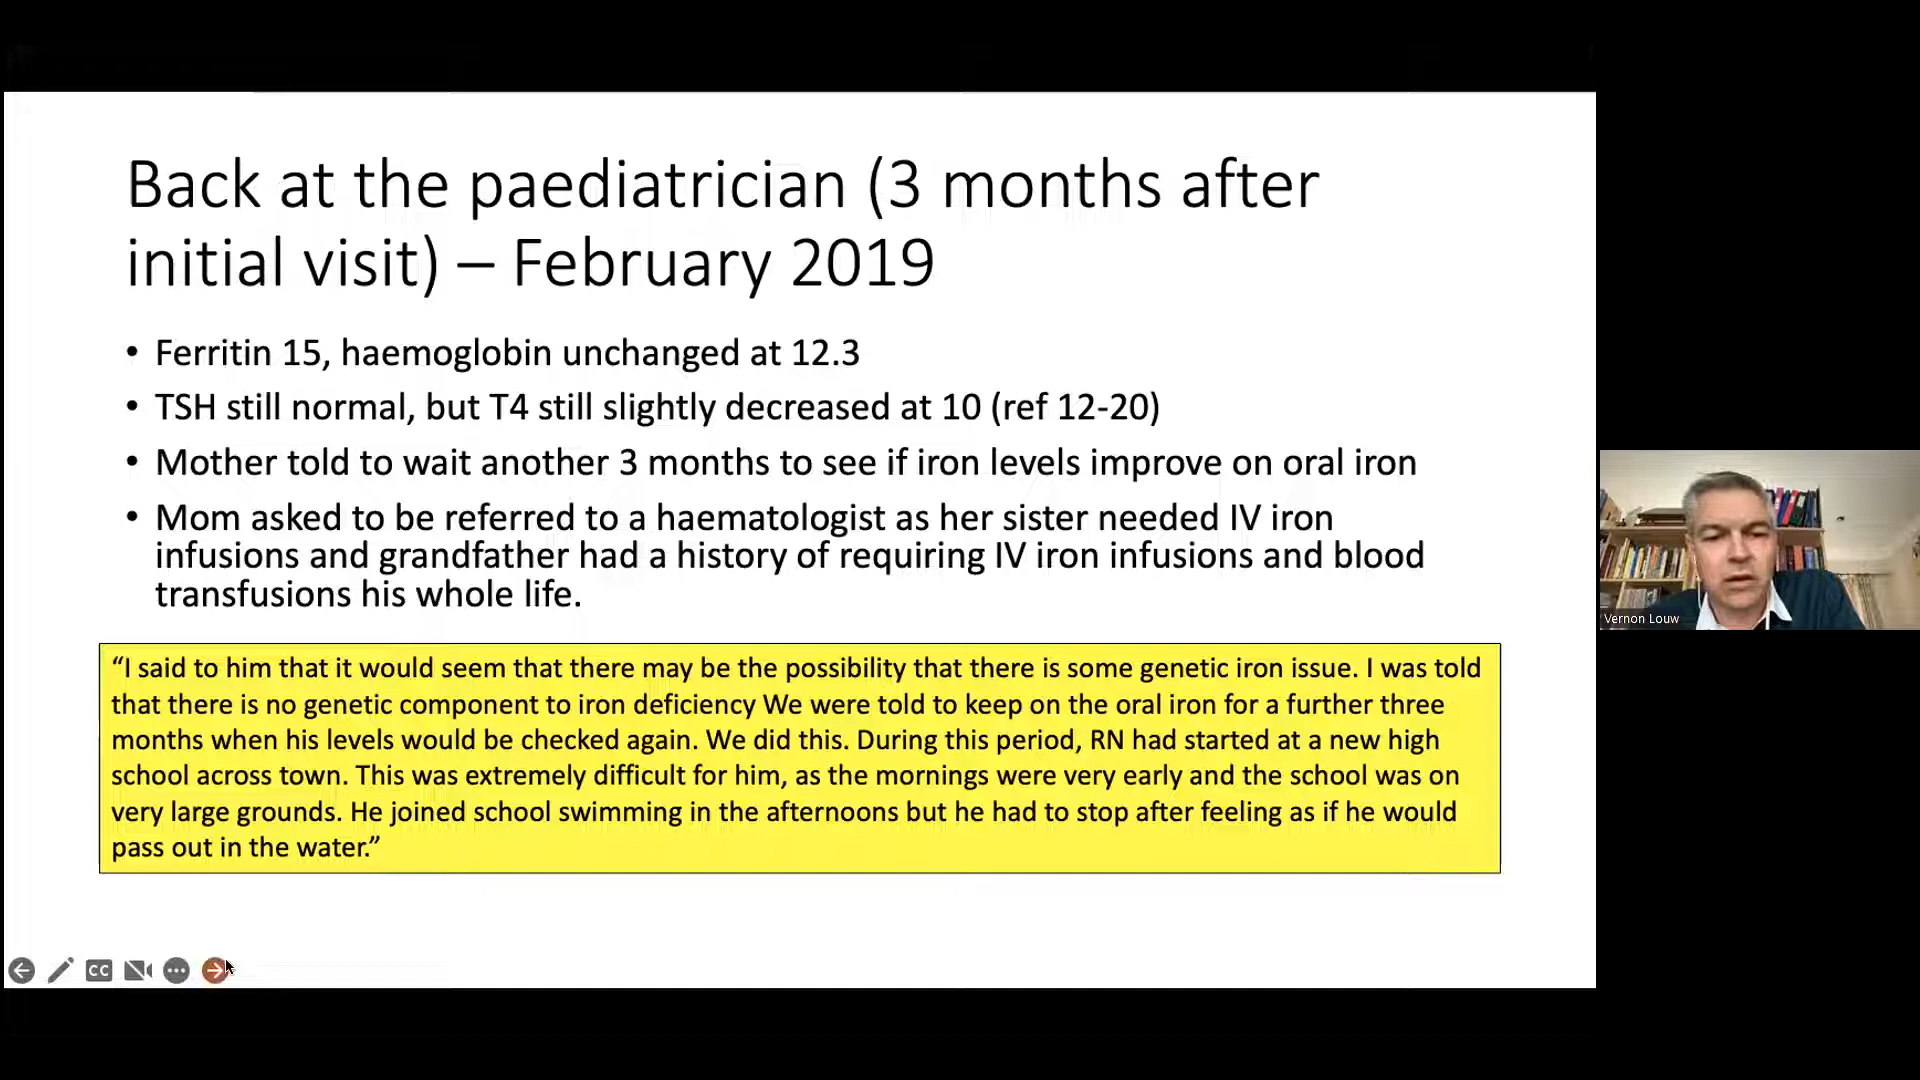 Back at the paediatrician (3 months after
initial visit) – February 2019
• Ferritin 15, haemoglobin unchanged at 12.3
• TSH still normal, but T4 still slightly decreased at 10 (ref 12-20)
• Mother told to wait another 3 months to see if iron levels improve on oral iron
• Mom asked to be referred to a haematologist as her sister needed IV iron
infusions and grandfather had a history of requiring IV iron infusions and blood
transfusions his whole life.
“I said to him that it would seem that there may be the possibility that there is some genetic iron issue. I was told
that there is no genetic component to iron deficiency We were told to keep on the oral iron for a further three
months when his levels would be checked again. We did this. During this period, RN had started at a new high
school across town. This was extremely difficult for him, as the mornings were very early and the school was on
very large grounds. He joined school swimming in the afternoons but he had to stop after feeling as if he would
pass out in the water.”
Vernon Louw
CC